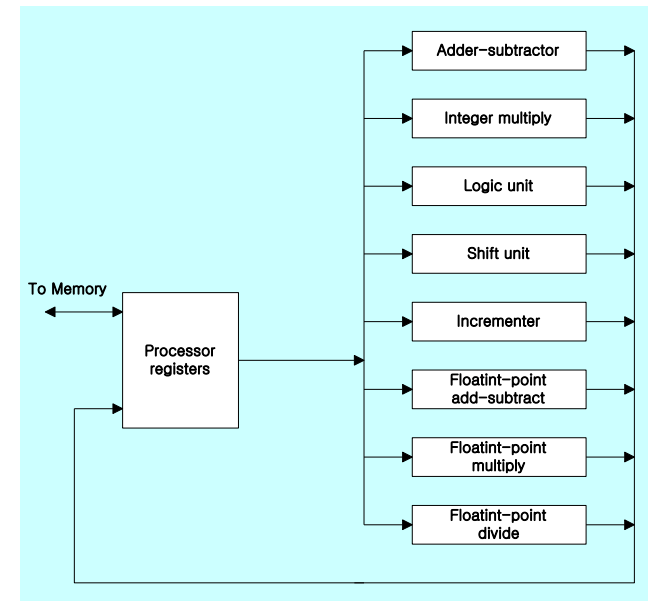 Adder-subtractor
Integer multiply
Logic unit
Shift unit
To Memory
Incrementer
Processor
registers
Floatint-point
add-subtract
Floatint-point
multiply
Floatint-point
divide